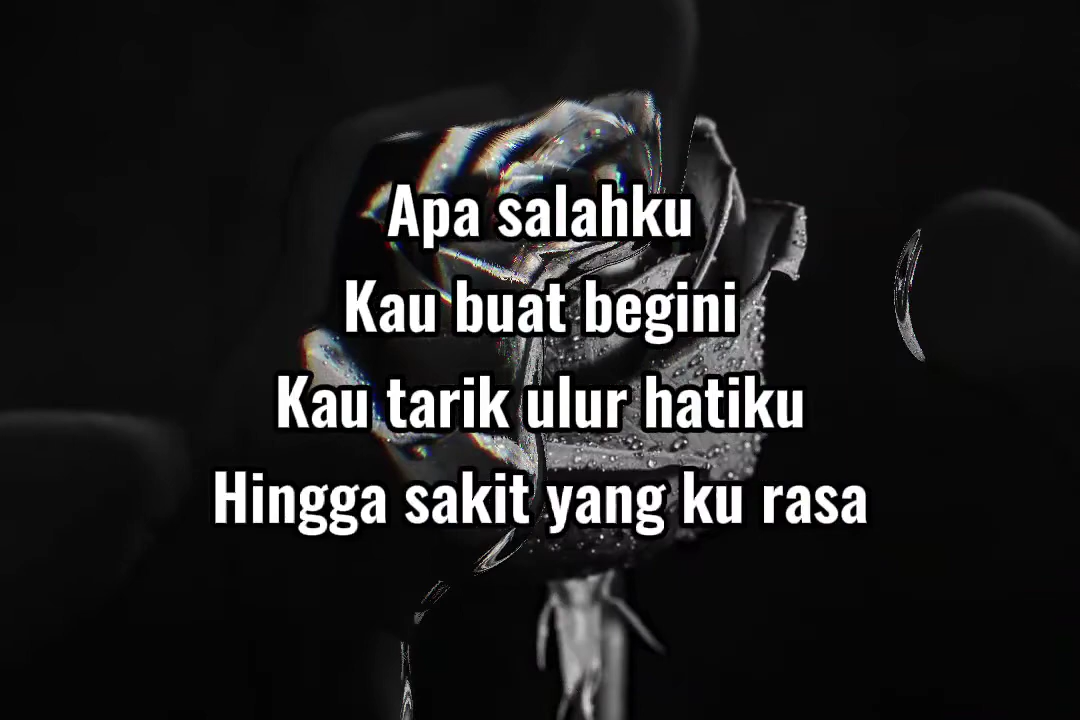 Apa salahku
Kau buat begini
Kau tarik ulur hatiku
Hingga sakit yang ku rasa